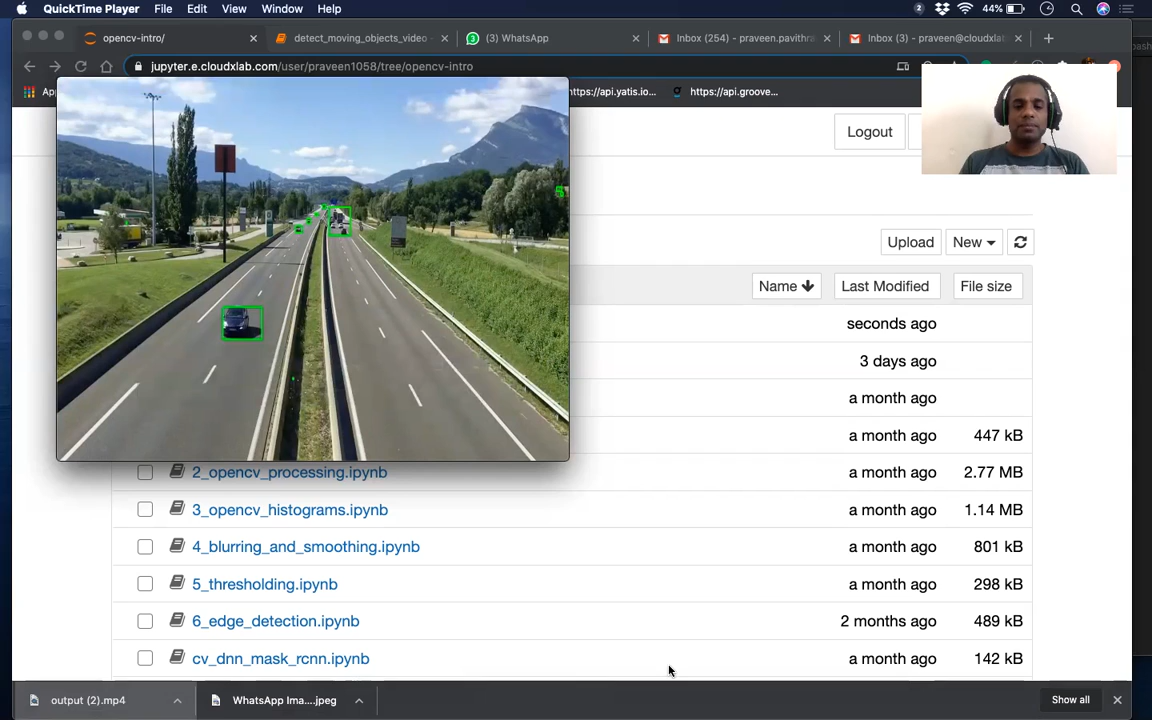 QuickTime Player File Edit View Window Help 2 44%
opencv-intro/ detect_moving_objects_video (3) WhatsApp Inbox (254) - praveen.pavithra Inbox (3) - praveen@cloudxla
jupyter.e.cloudxlab.com/user/praveen1058/tree/opencv-intro
https://api.yatis.io... https://api.groove...
Logout
Upload New
Name Last Modified File size
seconds ago
3 days ago
a month ago
a month ago 447 kB
2_opencv_processing.ipynb a month ago 2.77 MB
3_opencv_histograms.ipynb a month ago 1.14 MB
4_blurring_and_smoothing.ipynb a month ago 801 kB
5_thresholding.ipynb a month ago 298 kB
6_edge_detection.ipynb 2 months ago 489 kB
cv_dnn_mask_rcnn.ipynb a month ago 142 kB
output (2).mp4 WhatsApp Ima....jpeg Show all